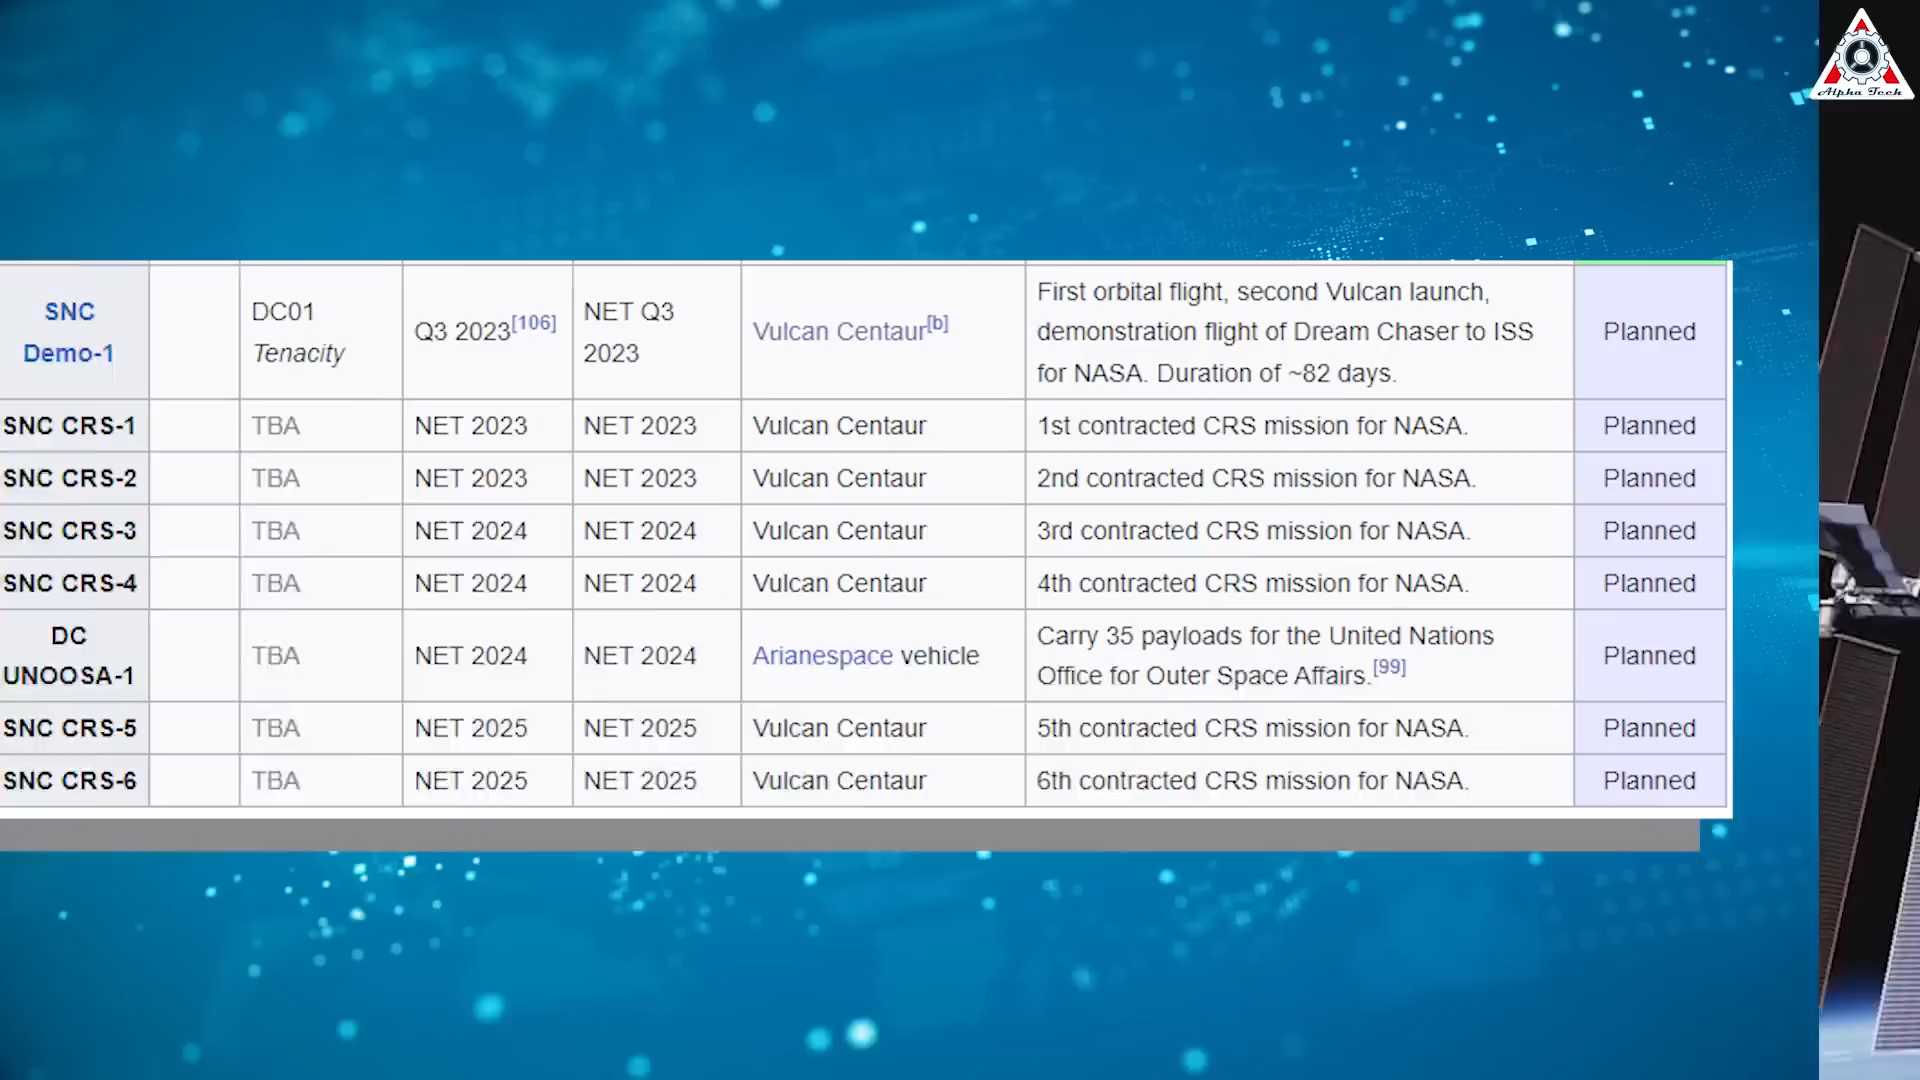 Alpha Tech
SNC
Demo-1
DC01
Tenacity
Q3 2023[106]
NET Q3
2023
Vulcan Centaur[b]
First orbital flight, second Vulcan launch,
demonstration flight of Dream Chaser to ISS
for NASA. Duration of ~82 days.
Planned
SNC CRS-1 TBA NET 2023 NET 2023 Vulcan Centaur 1st contracted CRS mission for NASA. Planned
SNC CRS-2 TBA NET 2023 NET 2023 Vulcan Centaur 2nd contracted CRS mission for NASA. Planned
SNC CRS-3 TBA NET 2024 NET 2024 Vulcan Centaur 3rd contracted CRS mission for NASA. Planned
SNC CRS-4 TBA NET 2024 NET 2024 Vulcan Centaur 4th contracted CRS mission for NASA. Planned
DC
UNOOSA-1
TBA
NET 2024
NET 2024
Arianespace vehicle
Carry 35 payloads for the United Nations
Office for Outer Space Affairs.[99]
Planned
SNC CRS-5 TBA NET 2025 NET 2025 Vulcan Centaur 5th contracted CRS mission for NASA. Planned
SNC CRS-6 TBA NET 2025 NET 2025 Vulcan Centaur 6th contracted CRS mission for NASA. Planned